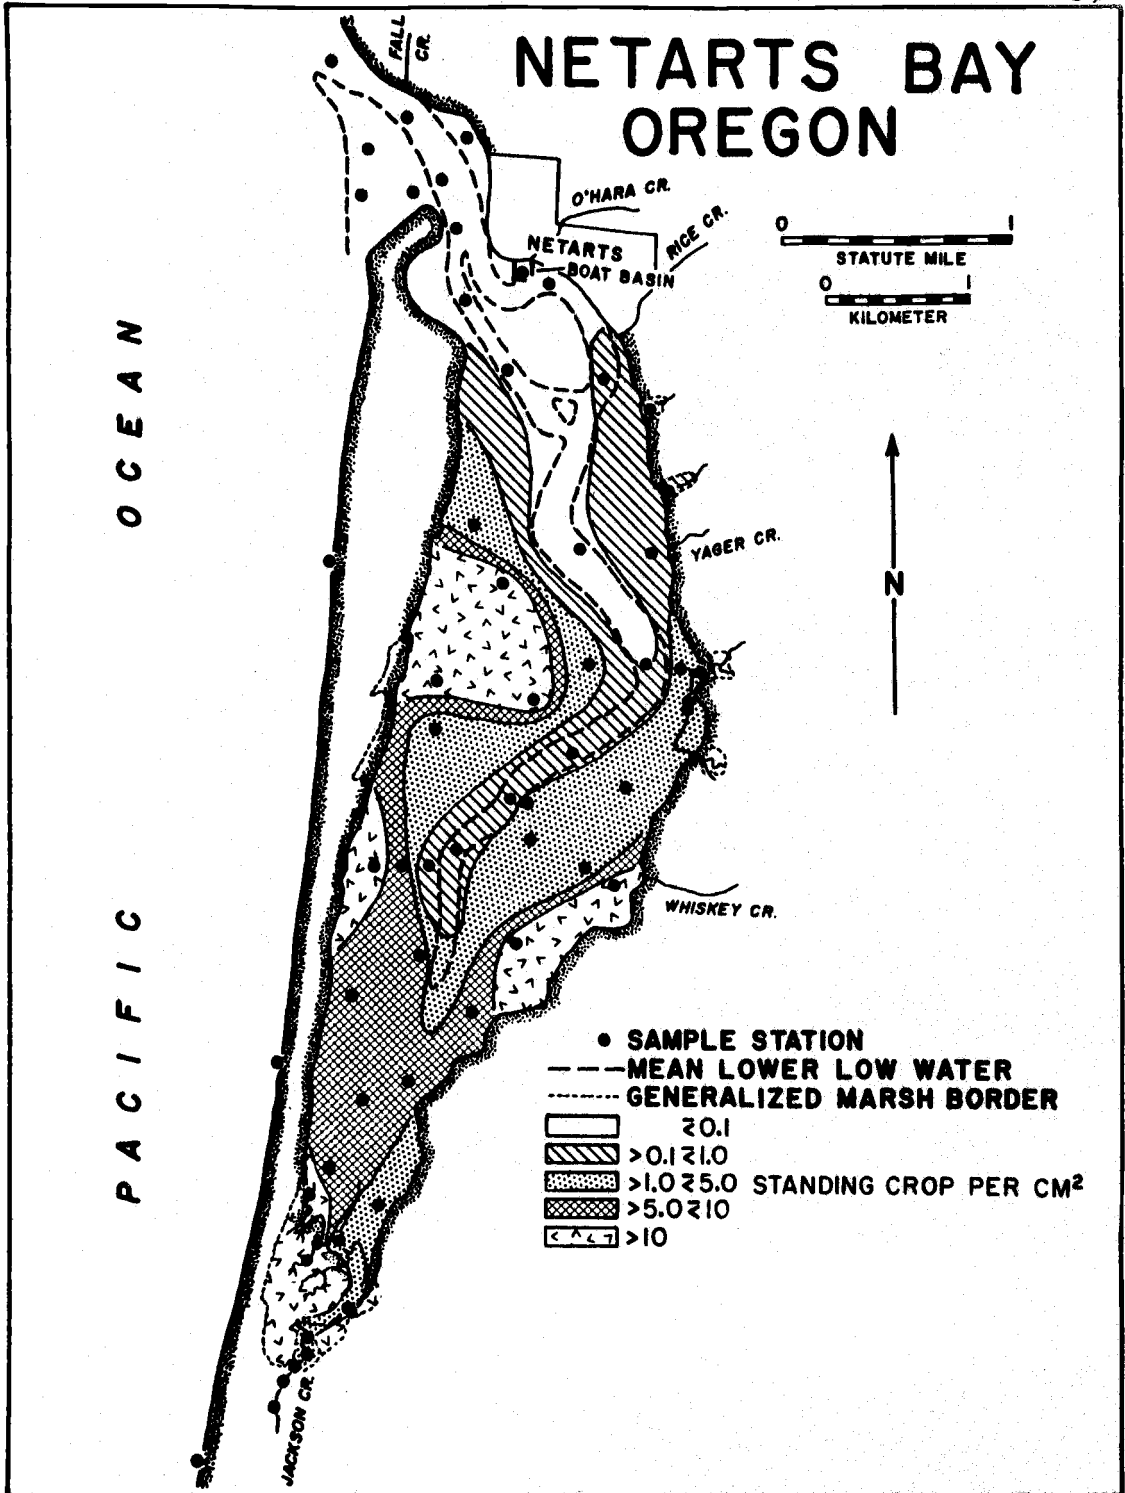 NETARTS BAY
OREGON
FALL
CR.
O'HARA CR.
RICE CR.
NETARTS
BOAT BASIN
0 1
STATUTE MILE
0 1
KILOMETER
OCEAN
N
YAGER CR.
WHISKEY CR.
PACIFIC
SAMPLE STATION
MEAN LOWER LOW WATER
GENERALIZED MARSH BORDER
≥0.1
>0.1≥1.0
>1.0≥5.0 STANDING CROP PER CM²
>5.0≥10
>10
JACKSON CR.